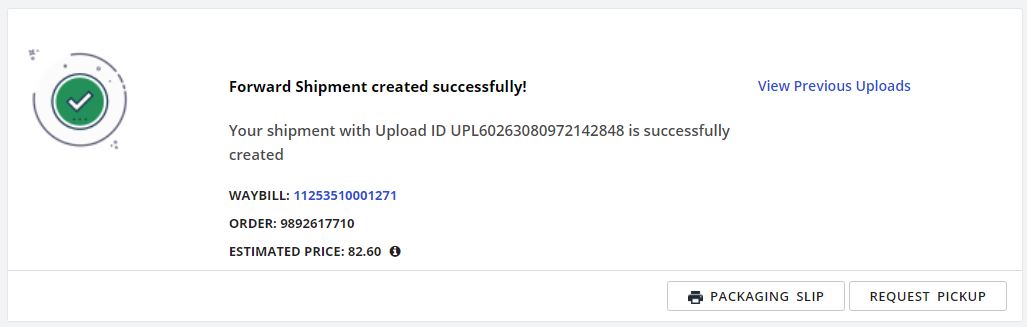 Forward Shipment created successfully!
View Previous Uploads
Your shipment with Upload ID UPL60263080972142848 is successfully
created
WAYBILL: 11253510001271
ORDER: 9892617710
ESTIMATED PRICE: 82.60
PACKAGING SLIP
REQUEST PICKUP